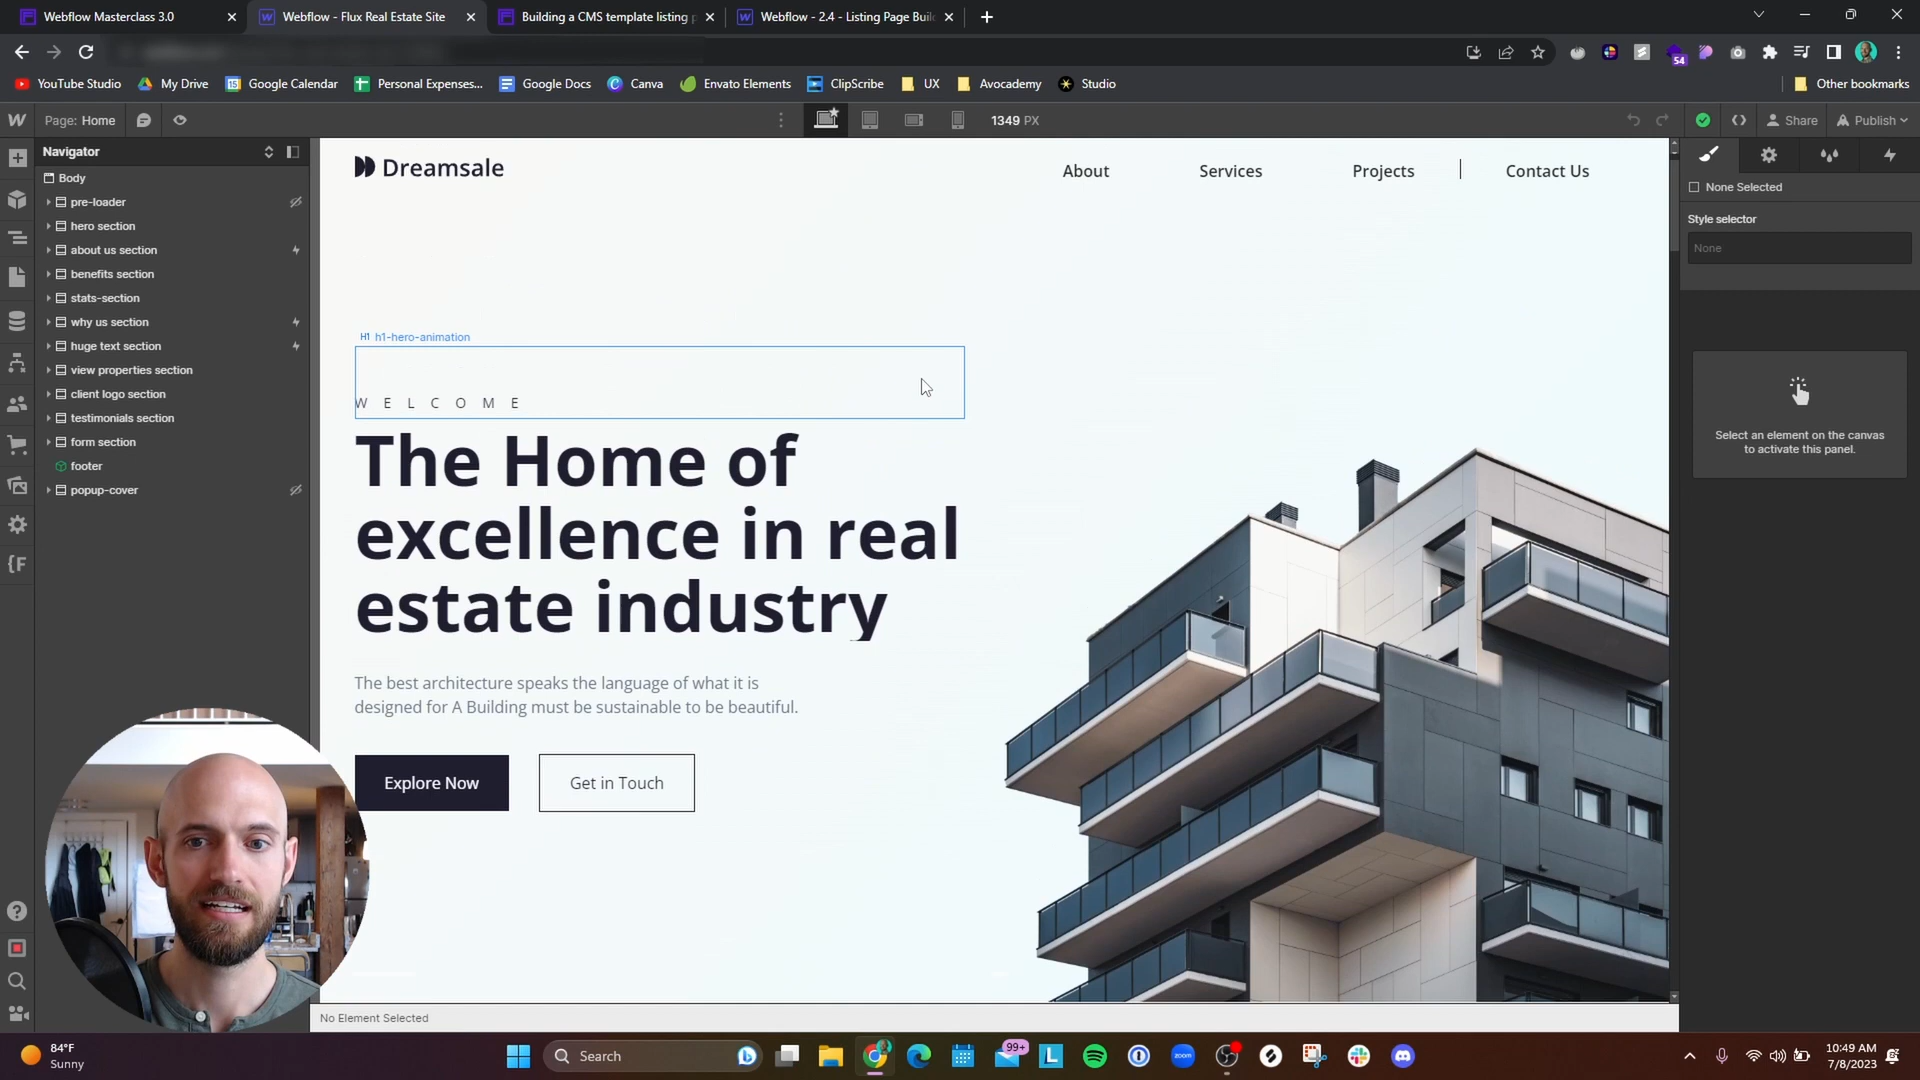 Webflow Masterclass 3.0
Webflow - Flux Real Estate Site
Building a CMS template listing p
Webflow - 2.4 - Listing Page Buil
54
YouTube Studio
My Drive
Google Calendar
Personal Expenses...
Google Docs
Canva
Envato Elements
ClipScribe
UX
Avocademy
Studio
Other bookmarks
Page: Home
1349 PX
Share
Publish
Navigator
Body
pre-loader
hero section
about us section
benefits section
stats-section
why us section
huge text section
view properties section
client logo section
testimonials section
form section
footer
popup-cover
Dreamsale
About
Services
Projects
Contact Us
H1 h1-hero-animation
WELCOME
The Home of
excellence in real
estate industry
The best architecture speaks the language of what it is
designed for A Building must be sustainable to be beautiful.
Explore Now
Get in Touch
None Selected
Style selector
None
Select an element on the canvas
to activate this panel.
No Element Selected
84°F
Sunny
Search
99+
zoom
10:49 AM
7/8/2023